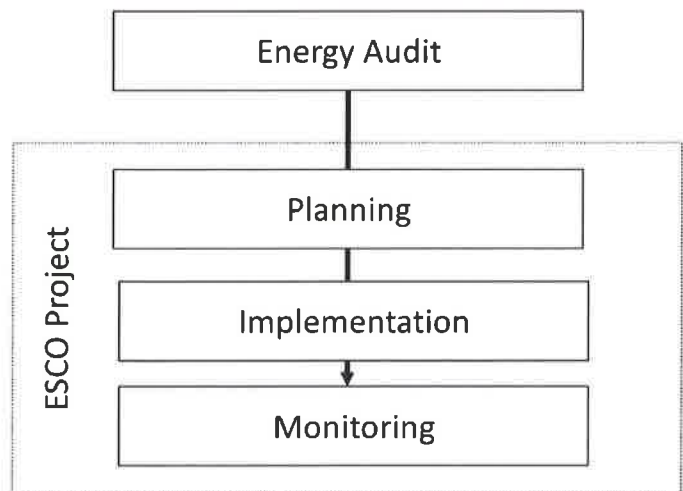 Energy Audit
ESCO Project
Planning
Implementation
Monitoring